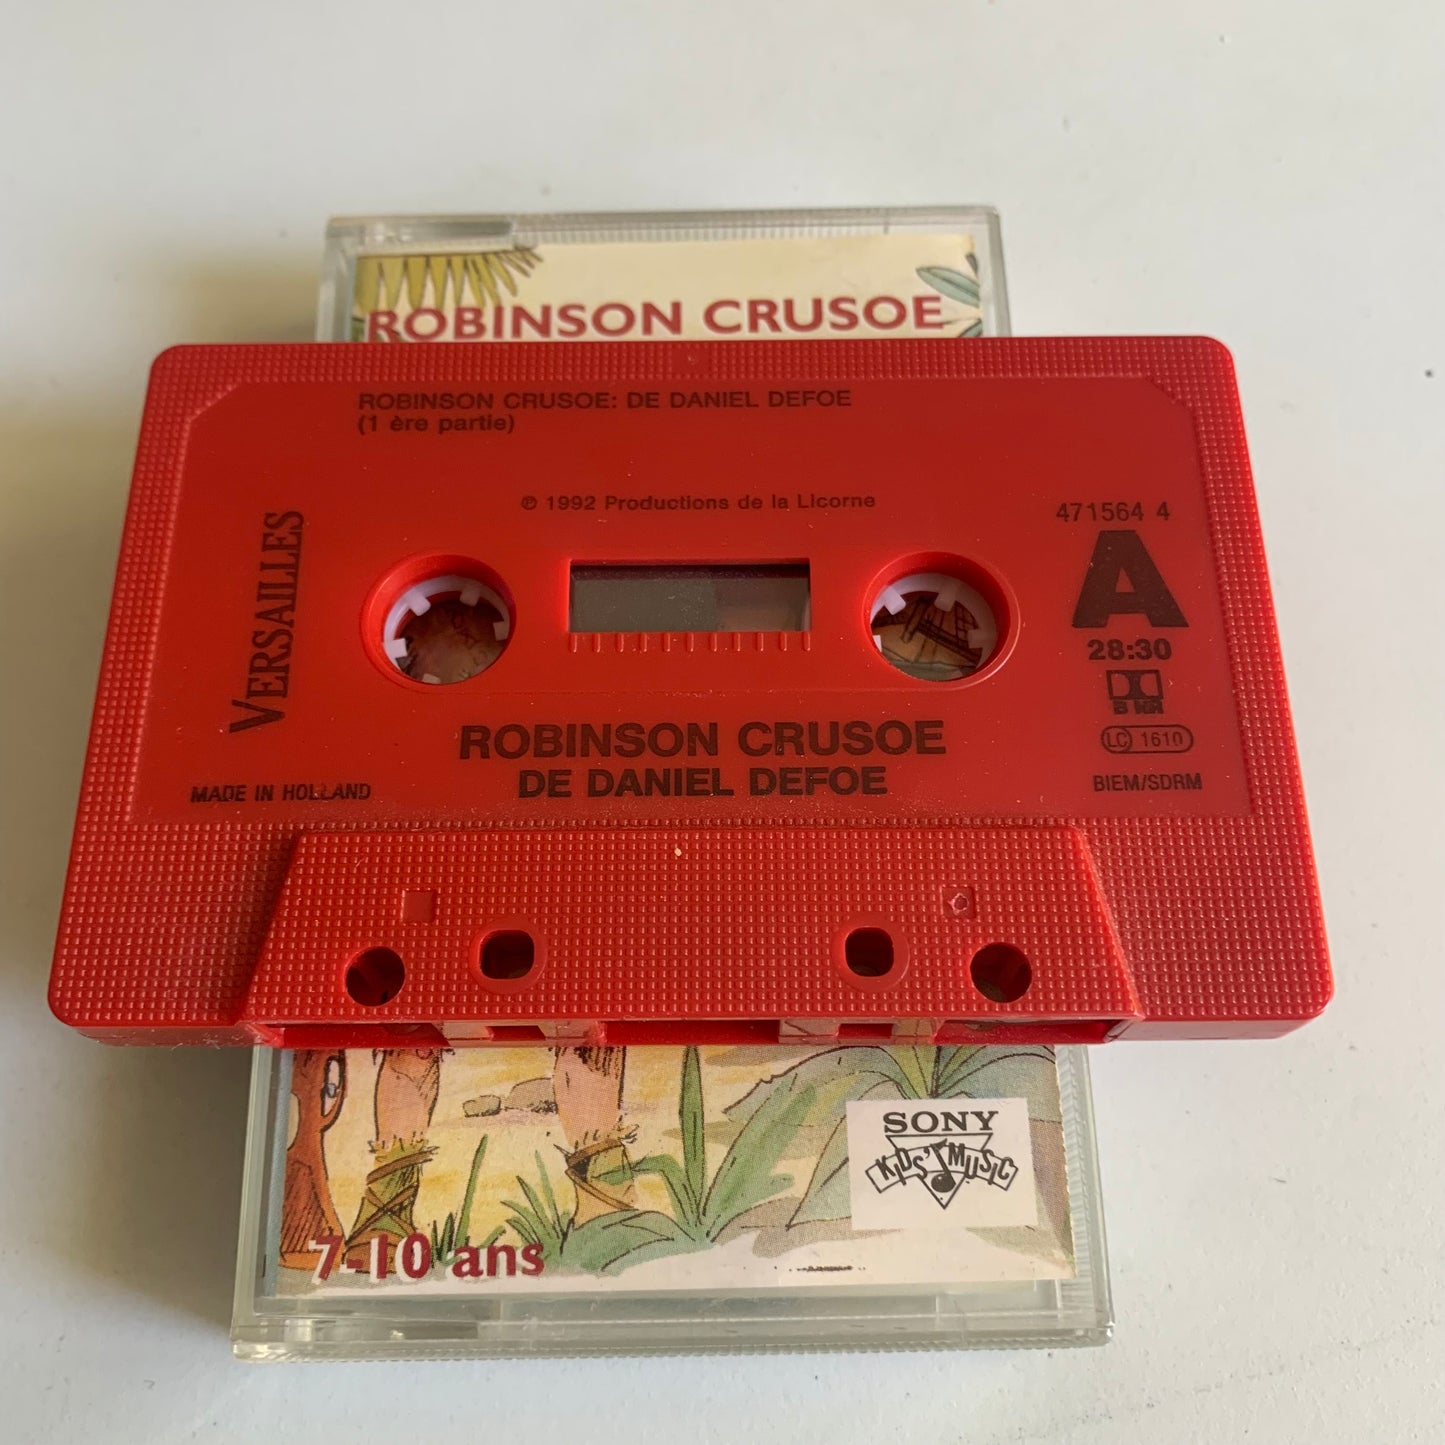 ROBINSON CRUSOE
ROBINSON CRUSOE: DE DANIEL DEFOE
(1 ère partie)
℗ 1992 Productions de la Licorne
471564 4
A
28:30
B NR
LC 1610
BIEM/SDRM
VERSAILLES
MADE IN HOLLAND
ROBINSON CRUSOE
DE DANIEL DEFOE
SONY
KIDS' MUSIC
7-10 ans